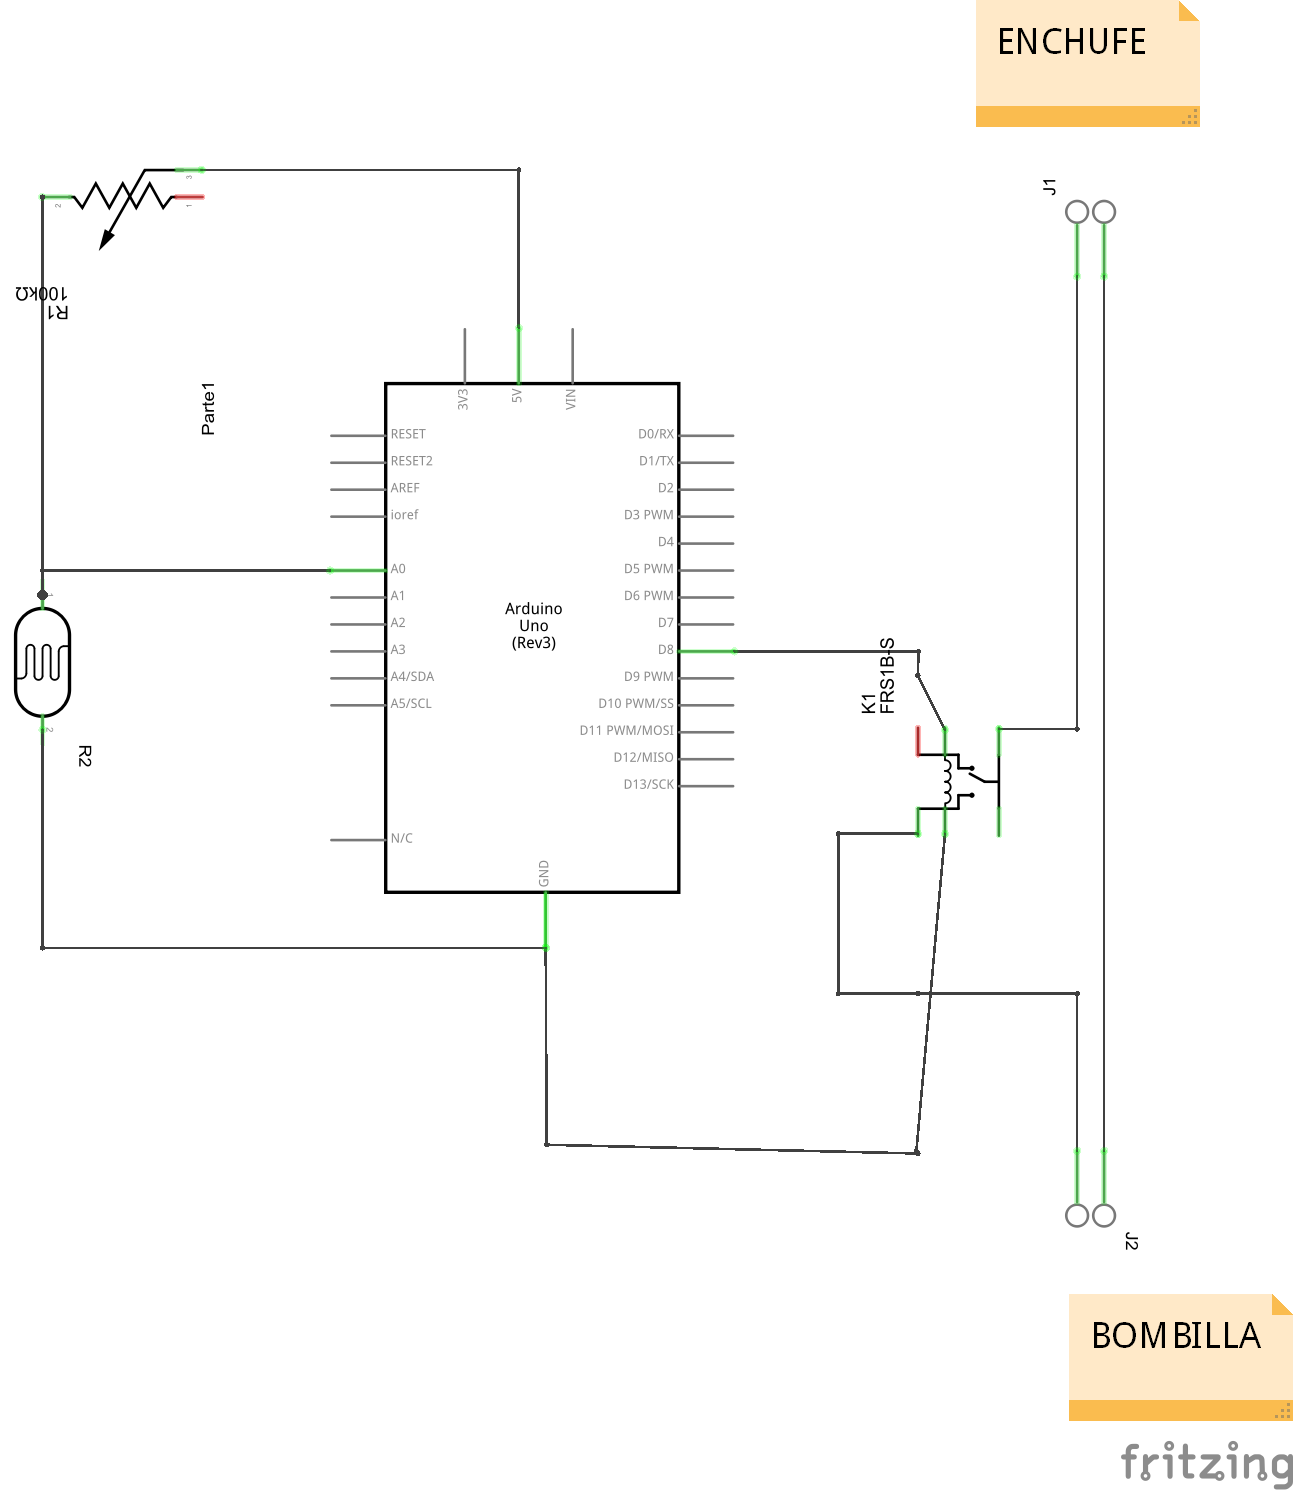 ENCHUFE
J1
3
2
1
100kΩ
R1
Parte1
3V3
5V
VIN
RESET
RESET2
AREF
ioref
A0
A1
A2
A3
A4/SDA
A5/SCL
N/C
Arduino
Uno
(Rev3)
D0/RX
D1/TX
D2
D3 PWM
D4
D5 PWM
D6 PWM
D7
D8
D9 PWM
D10 PWM/SS
D11 PWM/MOSI
D12/MISO
D13/SCK
GND
1
2
R2
K1
FRS1B-S
J2
BOMBILLA
fritzing